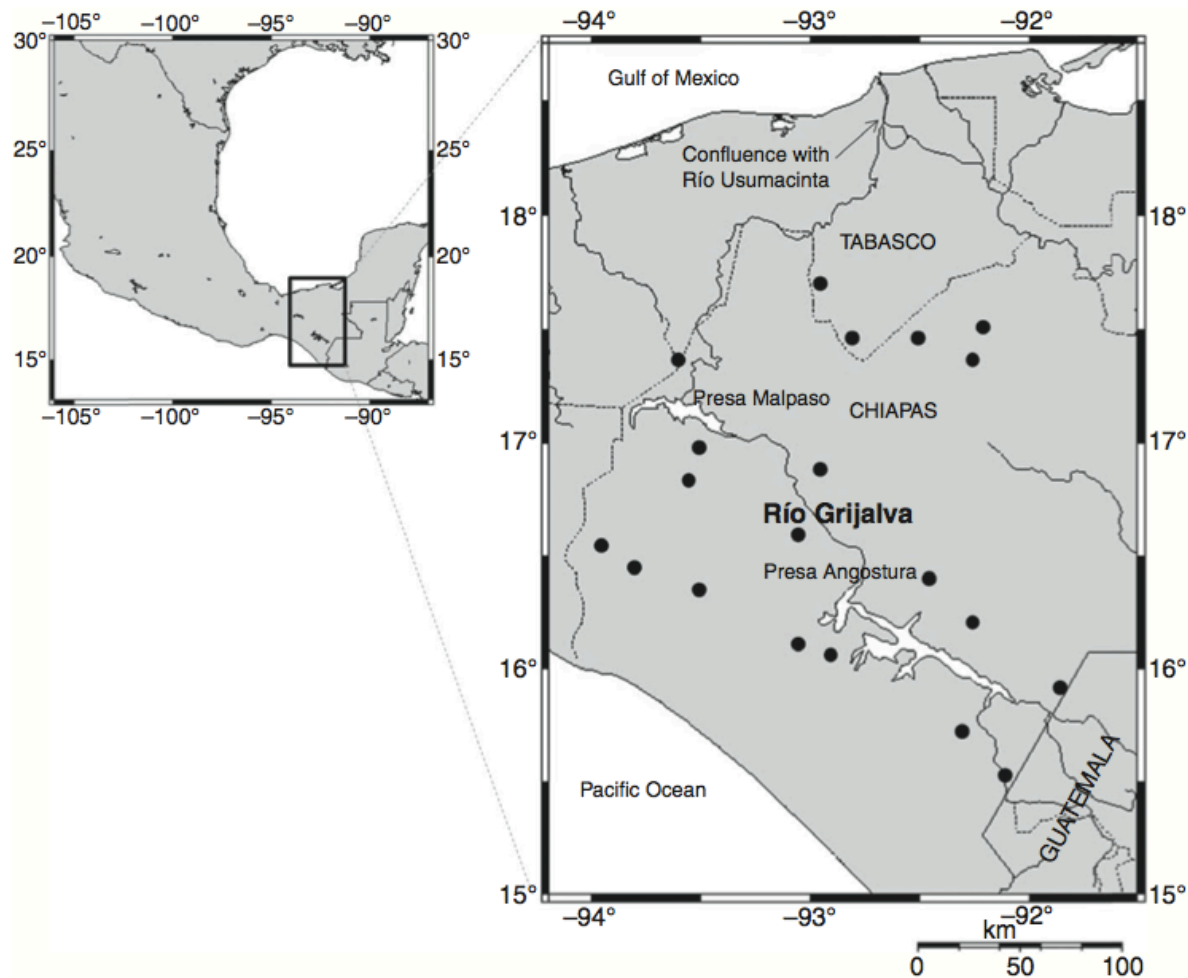 −105° −100° −95° −90°
30° 30°
25° 25°
20° 20°
15° 15°
−105° −100° −95° −90°
−94° −93° −92°
Gulf of Mexico
Confluence with
Río Usumacinta
18° 18°
TABASCO
Presa Malpaso
CHIAPAS
17° 17°
Río Grijalva
Presa Angostura
16° 16°
GUATEMALA
Pacific Ocean
15° 15°
−94° −93° −92°
km
0 50 100